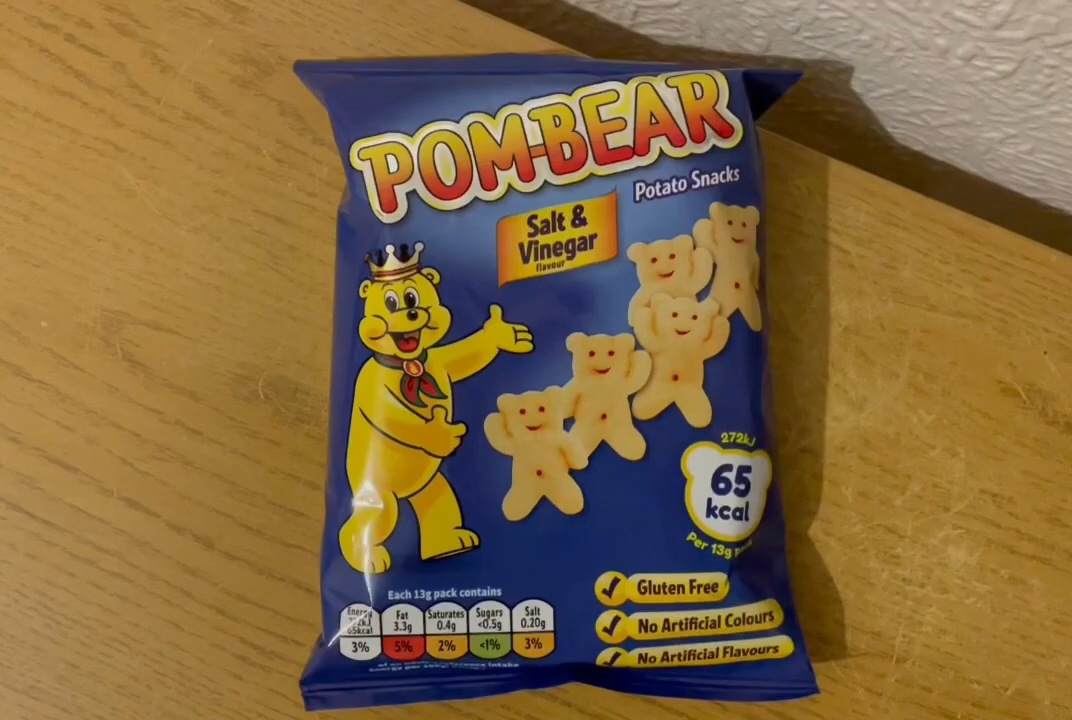 POM-BEAR
Potato Snacks
Salt &
Vinegar
flavour
272kJ
65
kcal
Per 13g
Each 13g pack contains
Energy Fat Saturates Sugars Salt
65kcal 3.3g 0.4g <0.5g 0.20g
3% 5% 2% <1% 3%
Gluten Free
No Artificial Colours
No Artificial Flavours